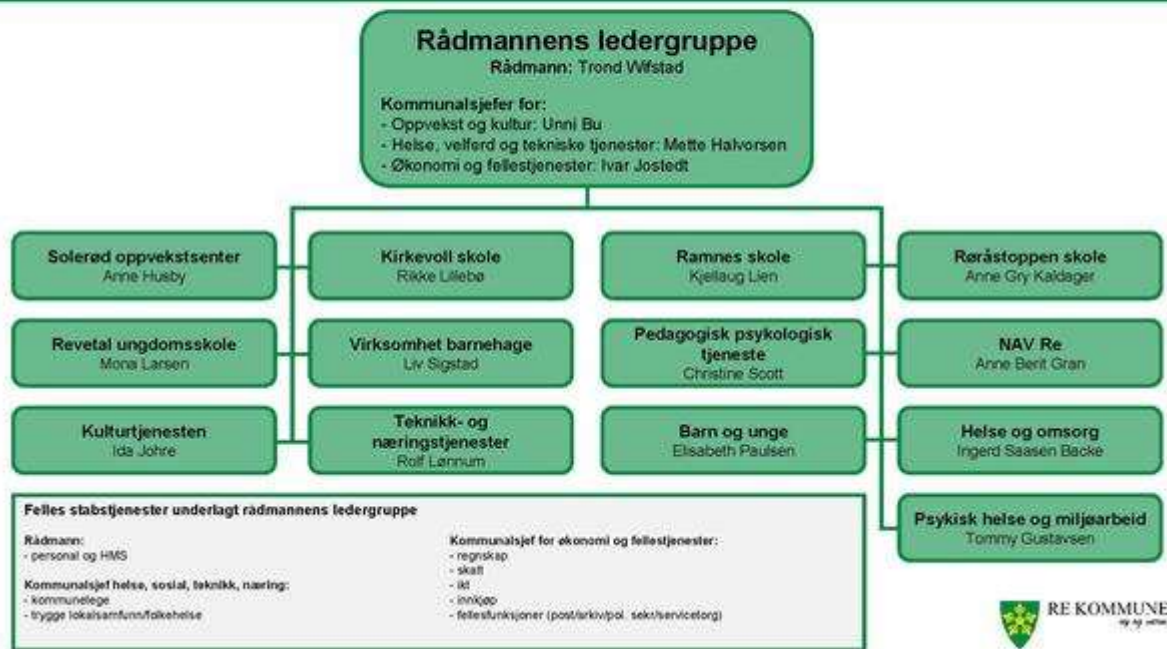 Rådmannens ledergruppe
Rådmann: Trond Wifstad
Kommunalsjefer for:
- Oppvekst og kultur: Unni Bu
- Helse, velferd og tekniske tjenester: Mette Halvorsen
- Økonomi og fellestjenester: Ivar Jostedt
Solerød oppvekstsenter
Anne Husby
Kirkevoll skole
Rikke Lillebø
Ramnes skole
Kjellaug Lien
Røråstoppen skole
Anne Gry Kaldager
Revetal ungdomsskole
Mona Larsen
Virksomhet barnehage
Liv Sigstad
Pedagogisk psykologisk
tjeneste
Christine Scott
NAV Re
Anne Berit Gran
Kulturtjenesten
Ida Johre
Teknikk- og
næringstjenester
Rolf Lønnum
Barn og unge
Elisabeth Paulsen
Helse og omsorg
Ingerd Saasen Backe
Psykisk helse og miljøarbeid
Tommy Gustavsen
Felles stabstjenester underlagt rådmannens ledergruppe
Rådmann:
- personal og HMS
Kommunalsjef helse, sosial, teknikk, næring:
- kommunelege
- trygge lokalsamfunn/folkehelse
Kommunalsjef for økonomi og fellestjenester:
- regnskap
- skatt
- ikt
- innkjøp
- fellesfunksjoner (post/arkiv/pol. sekr/servicetorg)
RE KOMMUNE